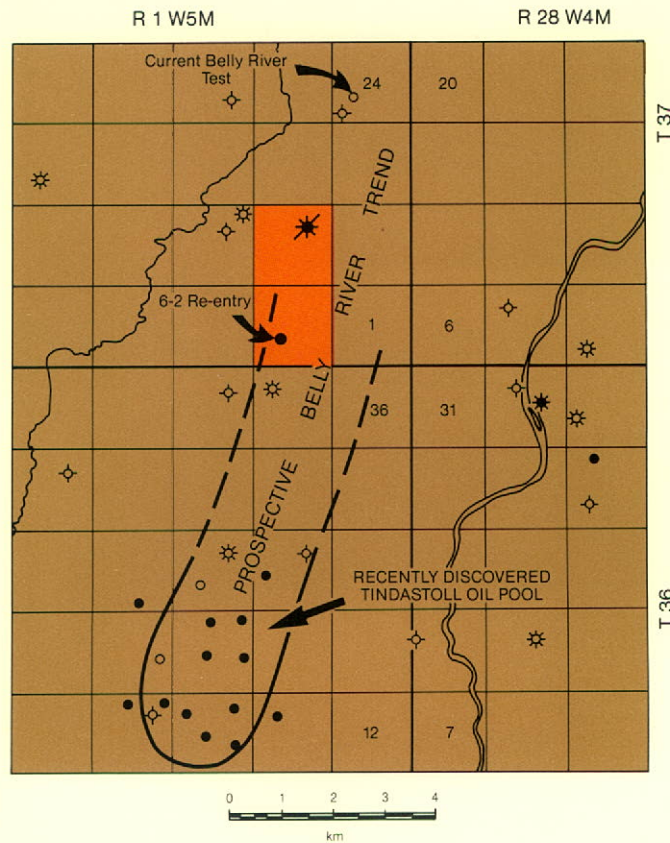 R 1 W5M
R 28 W4M
Current Belly River
Test
24
20
T 37
TREND
RIVER
6-2 Re-entry
1
6
BELLY
36
31
PROSPECTIVE
RECENTLY DISCOVERED
TINDASTOLL OIL POOL
T 36
12
7
0
1
2
3
4
km